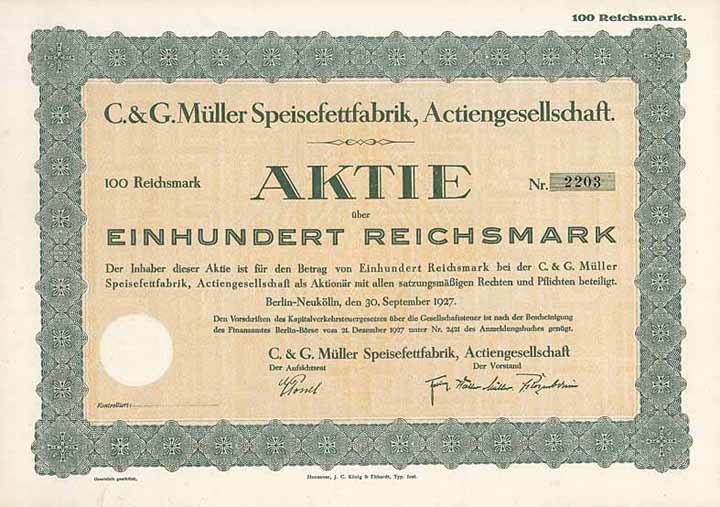 100 Reichsmark.
C. & G. Müller Speisefettfabrik, Actiengesellschaft.
100 Reichsmark AKTIE Nr. 2203
über
EINHUNDERT REICHSMARK
Der Inhaber dieser Aktie ist für den Betrag von Einhundert Reichsmark bei der C. & G. Müller
Speisefettfabrik, Actiengesellschaft als Aktionär mit allen satzungsmäßigen Rechten und Pflichten beteiligt.
Berlin-Neukölln, den 30. September 1927.
Den Vorschriften des Kapitalverkehrsteuergesetzes über die Gesellschaftssteuer ist nach der Bescheinigung
des Finanzamtes Berlin-Börse vom 21. Dezember 1927 unter Nr. 2421 des Anmeldungsbuches genügt.
C. & G. Müller Speisefettfabrik, Actiengesellschaft
Der Aufsichtsrat Der Vorstand
Müller
Kontrolliert:
Gesetzlich geschützt. Hannover, J. C. König & Ebhardt, Typ. Inst.